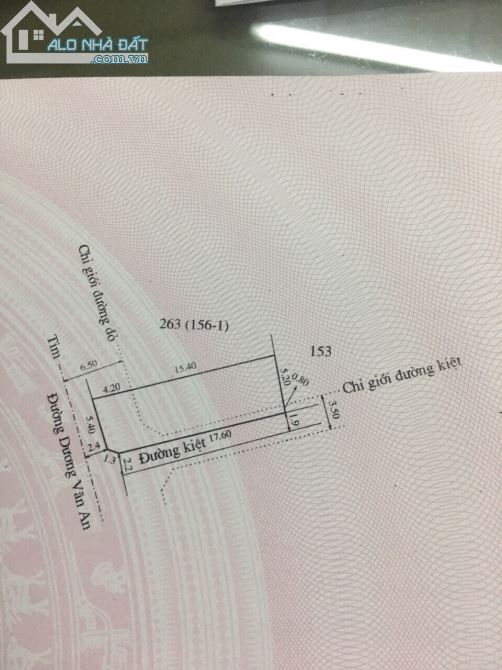 ALO NHÀ ĐẤT
.com.vn
Chỉ giới đường đỏ
263 (156-1)
153
Tim
6.50
15.40
4.20
5.20
0.80
Chỉ giới đường kiệt
5.40
3.50
1.9
2.4
Đường kiệt 17.60
1.3
2.2
Đường Dương Văn An